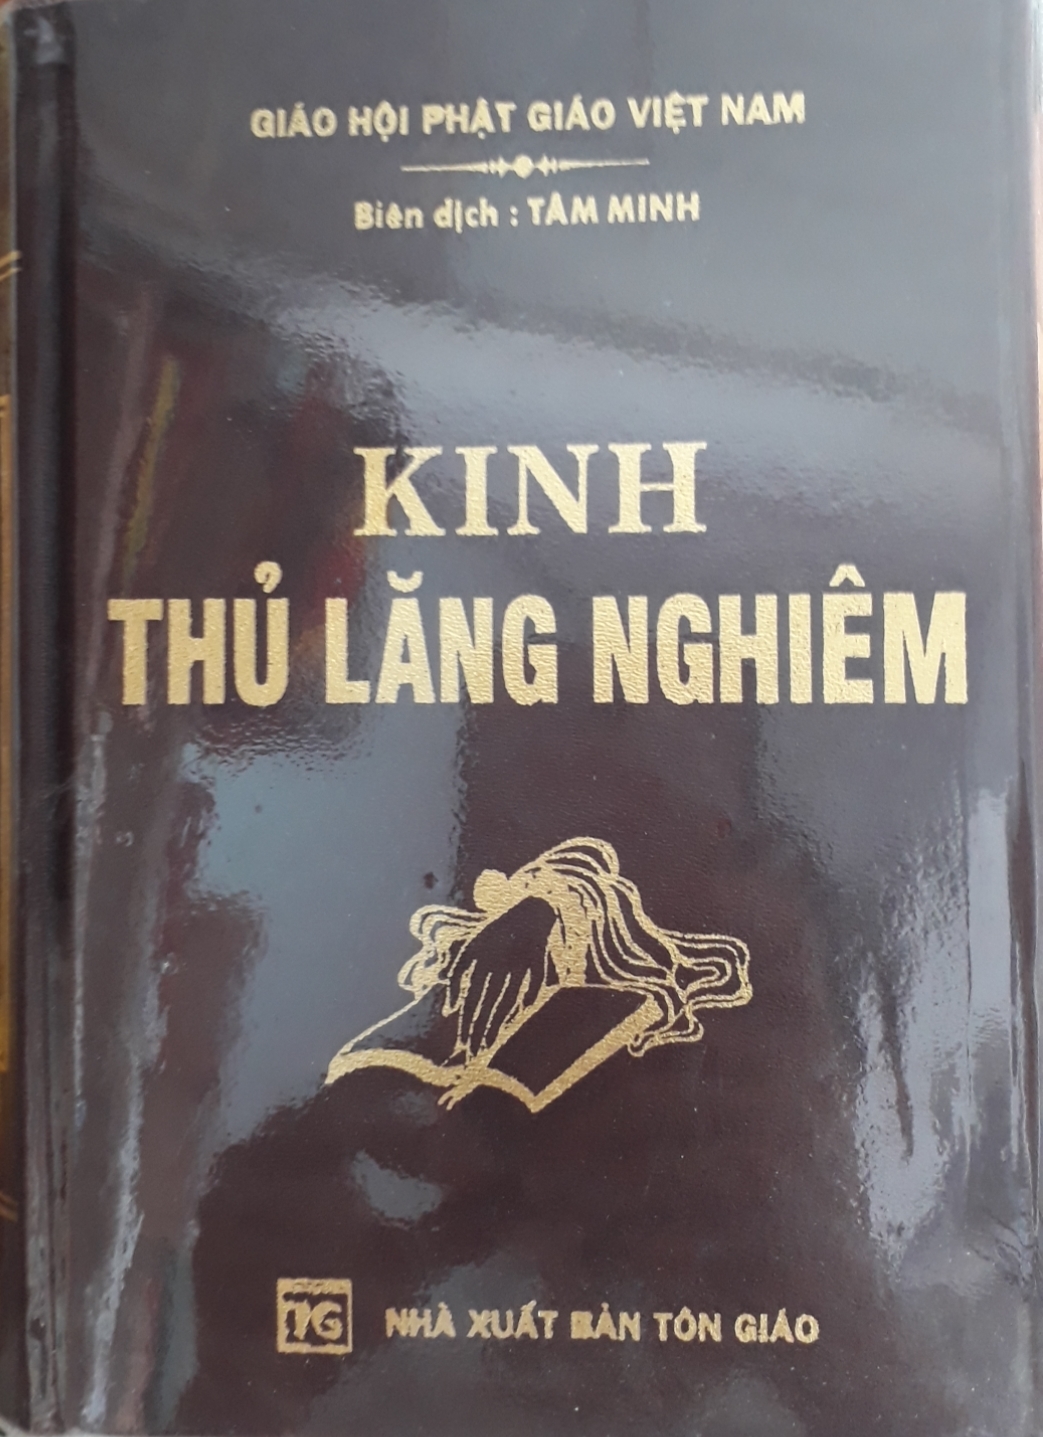 GIÁO HỘI PHẬT GIÁO VIỆT NAM
Biên dịch : TÂM MINH
KINH
THỦ LĂNG NGHIÊM
TG
NHÀ XUẤT BẢN TÔN GIÁO